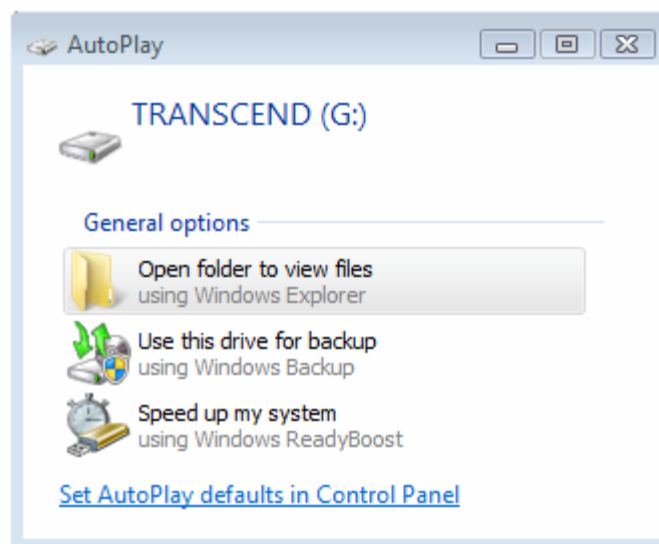 AutoPlay
TRANSCEND (G:)
General options
Open folder to view files
using Windows Explorer
Use this drive for backup
using Windows Backup
Speed up my system
using Windows ReadyBoost
Set AutoPlay defaults in Control Panel